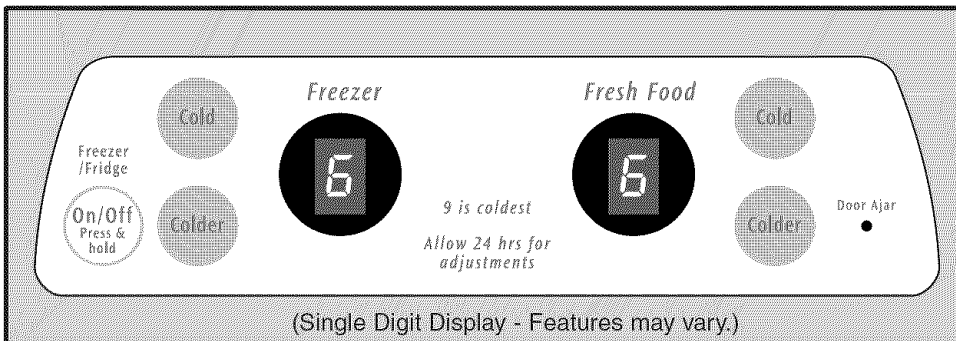 Freezer
/Fridge
On/Off
Press &
hold
Cold
Colder
Freezer
6
9 is coldest
Allow 24 hrs for
adjustments
Fresh Food
6
Cold
Colder
Door Ajar
(Single Digit Display - Features may vary.)